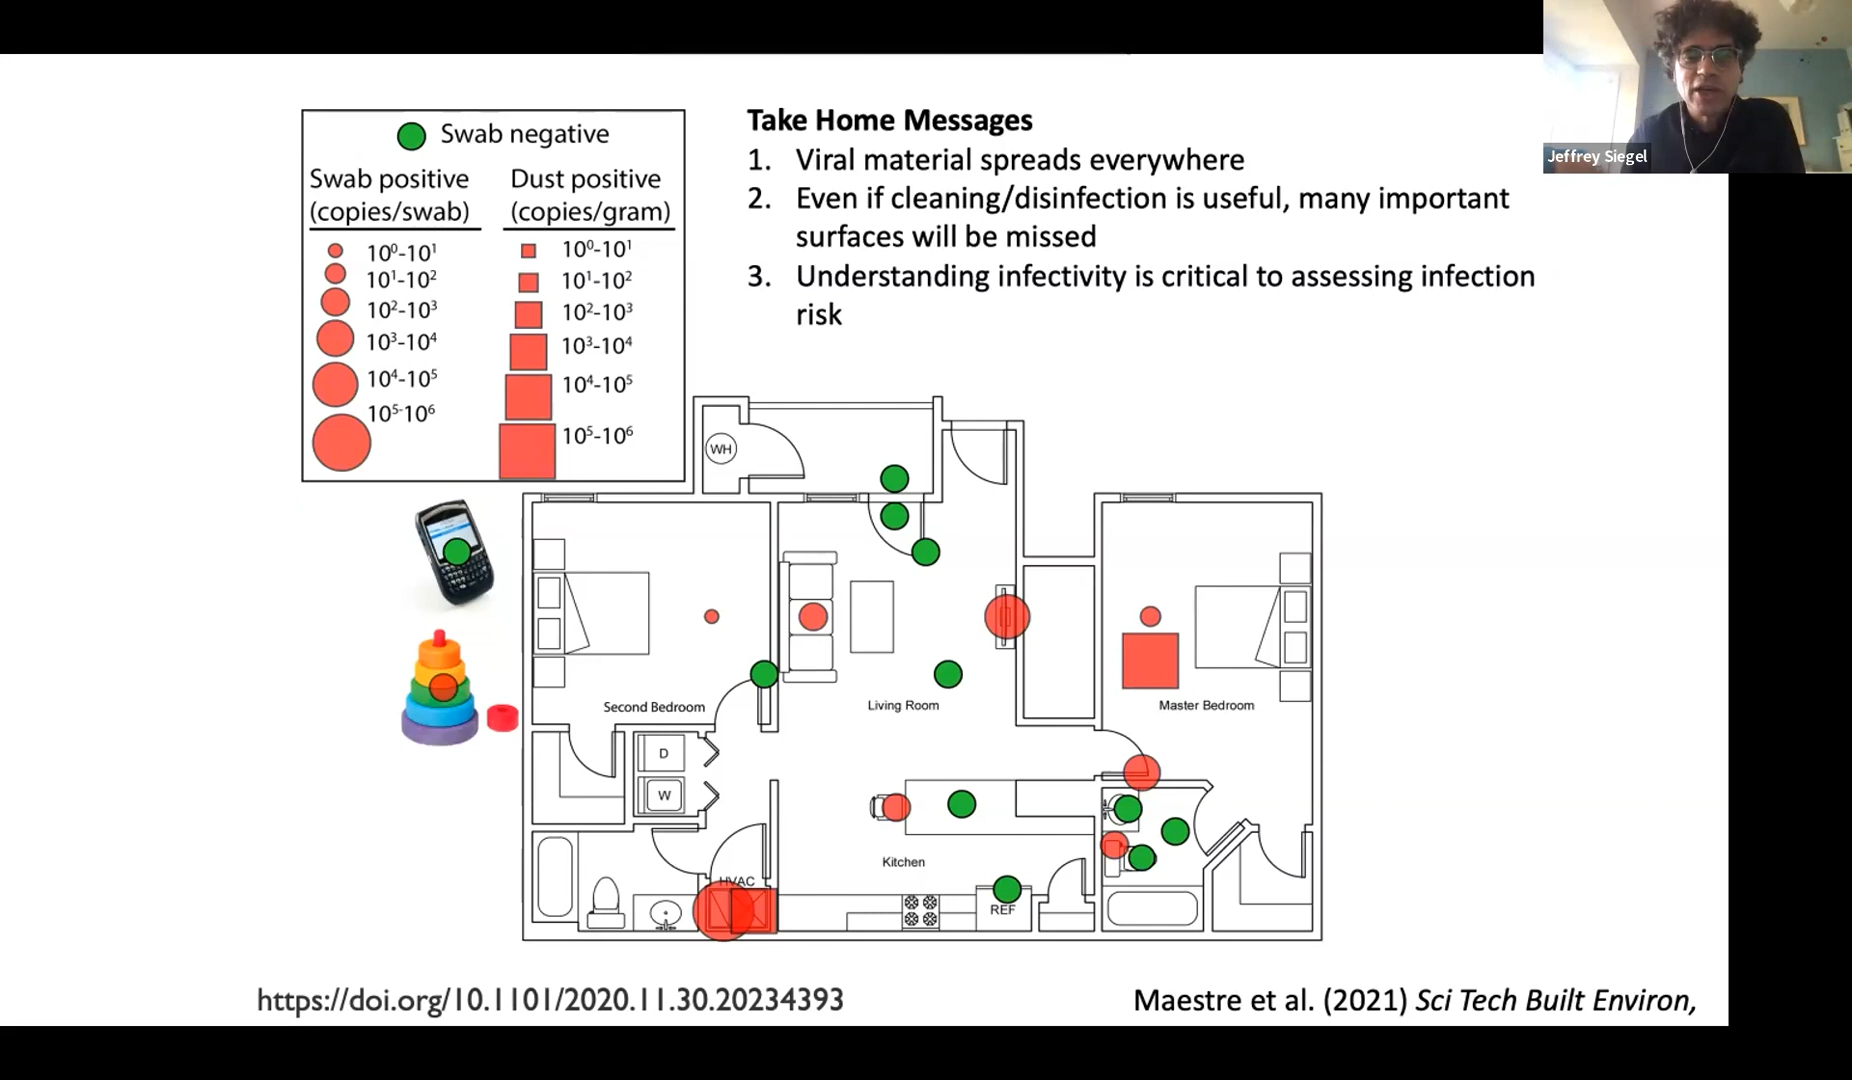 Jeffrey Siegel
Swab negative
Swab positive
(copies/swab)
10⁰-10¹
10¹-10²
10²-10³
10³-10⁴
10⁴-10⁵
10⁵-10⁶
Dust positive
(copies/gram)
10⁰-10¹
10¹-10²
10²-10³
10³-10⁴
10⁴-10⁵
10⁵-10⁶
Take Home Messages
1. Viral material spreads everywhere
2. Even if cleaning/disinfection is useful, many important
surfaces will be missed
3. Understanding infectivity is critical to assessing infection
risk
WH
Second Bedroom
Living Room
Master Bedroom
D
W
Kitchen
HVAC
REF
https://doi.org/10.1101/2020.11.30.20234393
Maestre et al. (2021) Sci Tech Built Environ,